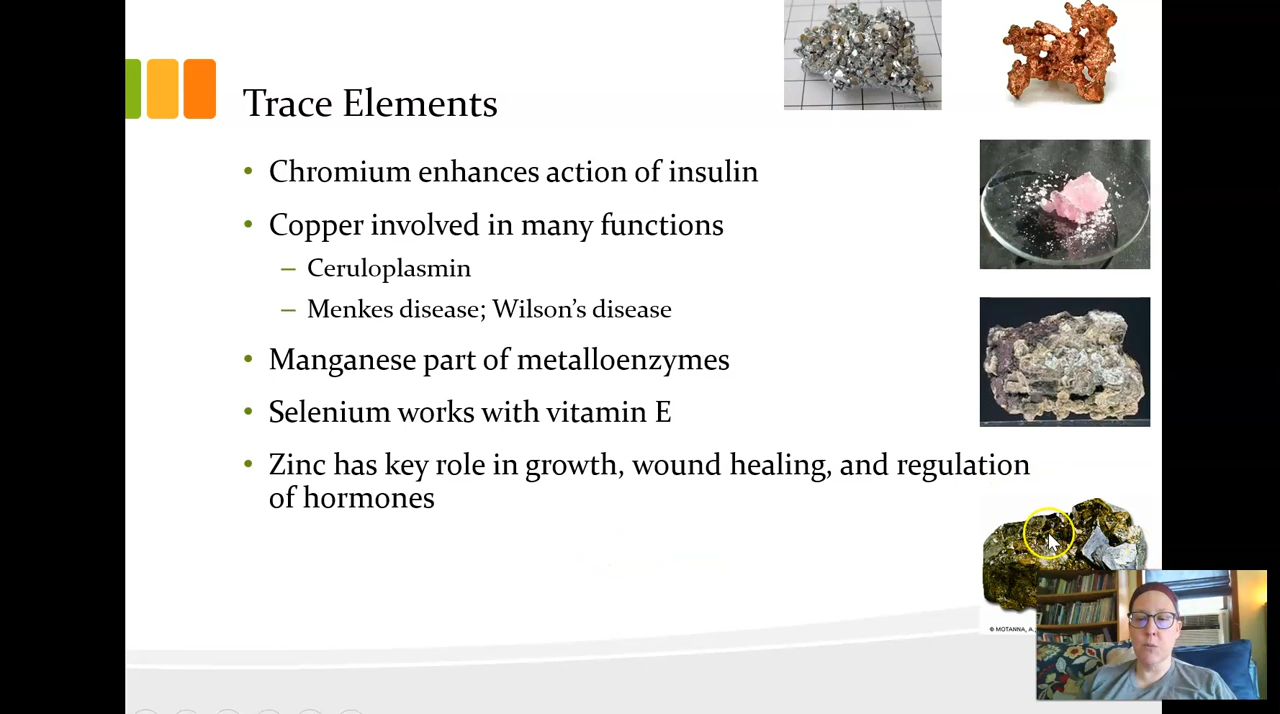 Trace Elements
• Chromium enhances action of insulin
• Copper involved in many functions
– Ceruloplasmin
– Menkes disease; Wilson’s disease
• Manganese part of metalloenzymes
• Selenium works with vitamin E
• Zinc has key role in growth, wound healing, and regulation
of hormones
© MOTANNA, A.